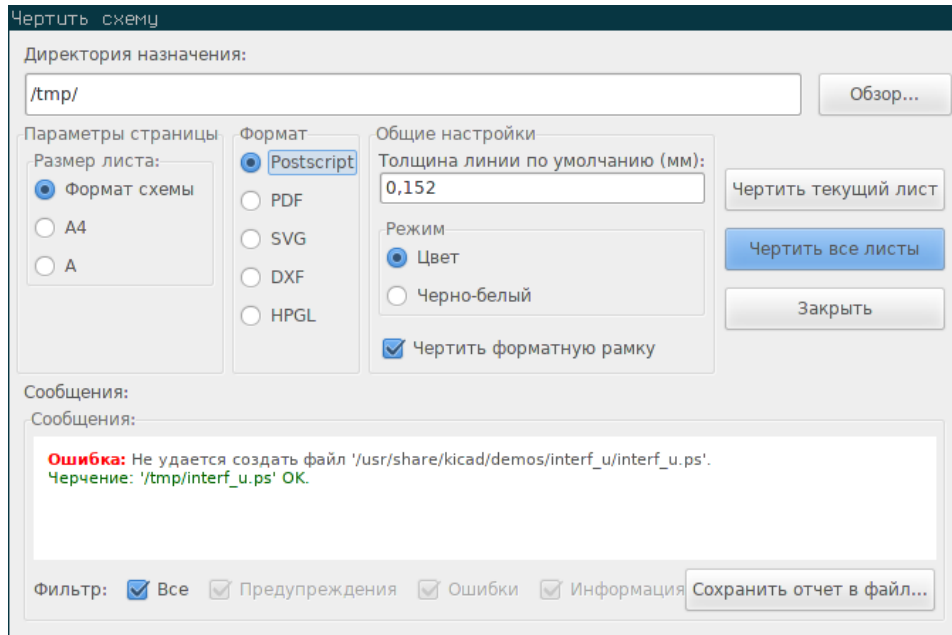 Чертить схему
Директория назначения:
/tmp/
Обзор...
Параметры страницы
Размер листа:
Формат схемы
A4
A
Формат
Postscript
PDF
SVG
DXF
HPGL
Общие настройки
Толщина линии по умолчанию (мм):
0,152
Режим
Цвет
Черно-белый
Чертить форматную рамку
Чертить текущий лист
Чертить все листы
Закрыть
Сообщения:
Сообщения:
Ошибка: Не удается создать файл '/usr/share/kicad/demos/interf_u/interf_u.ps'.
Черчение: '/tmp/interf_u.ps' OK.
Фильтр: Все Предупреждения Ошибки Информация Сохранить отчет в файл...